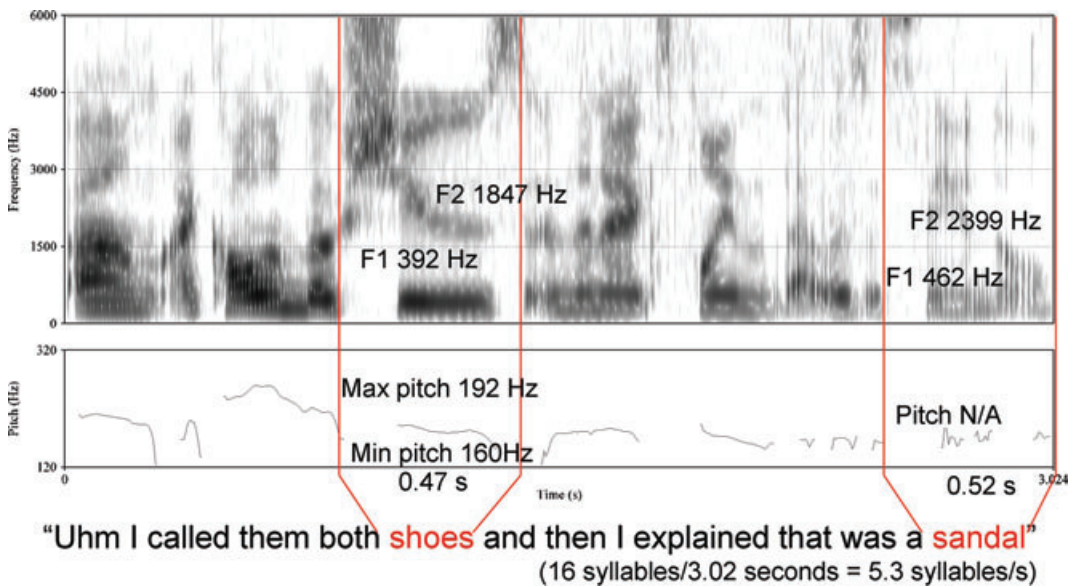 6000
4500
3000
1500
0
Frequency (Hz)
F2 1847 Hz
F1 392 Hz
F2 2399 Hz
F1 462 Hz
320
120
Pitch (Hz)
Max pitch 192 Hz
Min pitch 160Hz
Pitch N/A
0
0.47 s
Time (s)
0.52 s
3.024
“Uhm I called them both shoes and then I explained that was a sandal”
(16 syllables/3.02 seconds = 5.3 syllables/s)